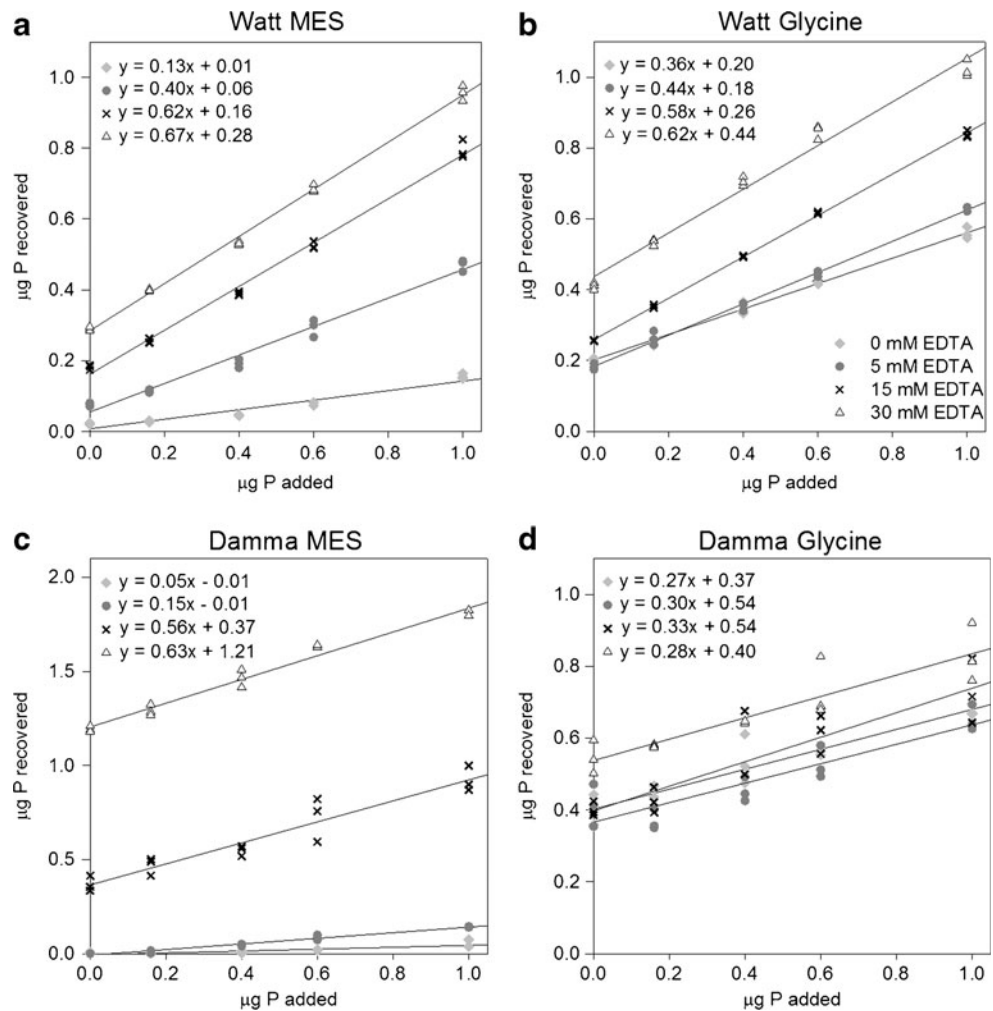 a
Watt MES
y = 0.13x + 0.01
y = 0.40x + 0.06
y = 0.62x + 0.16
y = 0.67x + 0.28
1.0
0.8
0.6
0.4
0.2
0.0
µg P recovered
0.0 0.2 0.4 0.6 0.8 1.0
µg P added
b
Watt Glycine
y = 0.36x + 0.20
y = 0.44x + 0.18
y = 0.58x + 0.26
y = 0.62x + 0.44
1.0
0.8
0.6
0.4
0.2
0.0
µg P recovered
0 mM EDTA
5 mM EDTA
15 mM EDTA
30 mM EDTA
0.0 0.2 0.4 0.6 0.8 1.0
µg P added
c
Damma MES
y = 0.05x - 0.01
y = 0.15x - 0.01
y = 0.56x + 0.37
y = 0.63x + 1.21
2.0
1.5
1.0
0.5
0.0
µg P recovered
0.0 0.2 0.4 0.6 0.8 1.0
µg P added
d
Damma Glycine
y = 0.27x + 0.37
y = 0.30x + 0.54
y = 0.33x + 0.54
y = 0.28x + 0.40
1.0
0.8
0.6
0.4
0.2
0.0
µg P recovered
0.0 0.2 0.4 0.6 0.8 1.0
µg P added